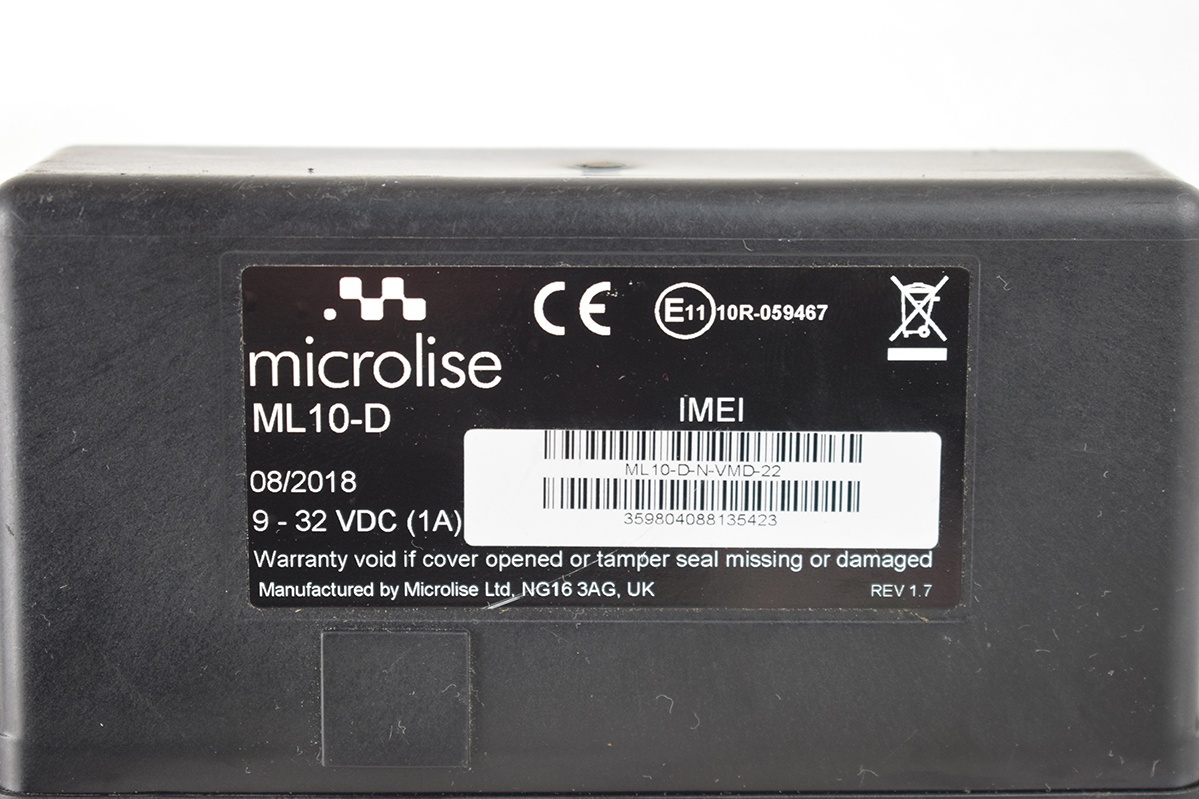 CE E11 10R-059467
microlise
ML10-D
IMEI
ML10-D-N-VMD-22
08/2018
359804088135423
9 - 32 VDC (1A)
Warranty void if cover opened or tamper seal missing or damaged
Manufactured by Microlise Ltd, NG16 3AG, UK REV 1.7